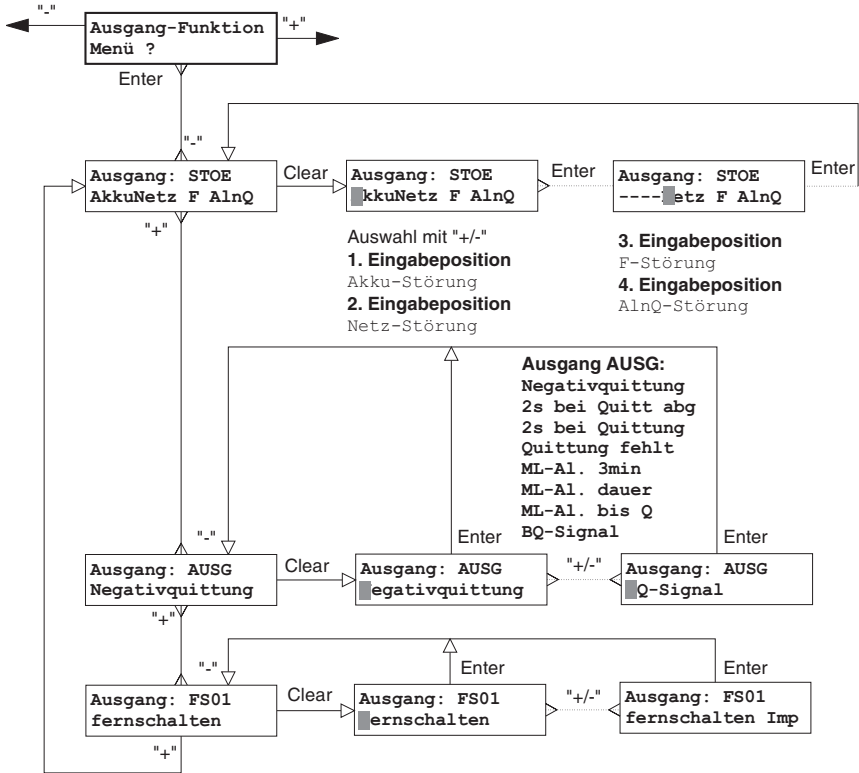 "-"
Ausgang-Funktion
Menü ?
"+"
Enter
"-"
Ausgang: STOE
AkkuNetz F AlnQ
"+"
Clear
Ausgang: STOE
kkuNetz F AlnQ
Enter
Ausgang: STOE
----etz F AlnQ
Enter
Auswahl mit "+/-"
1. Eingabeposition
Akku-Störung
2. Eingabeposition
Netz-Störung
3. Eingabeposition
F-Störung
4. Eingabeposition
AlnQ-Störung
Ausgang AUSG:
Negativquittung
2s bei Quitt abg
2s bei Quittung
Quittung fehlt
ML-Al. 3min
ML-Al. dauer
ML-Al. bis Q
BQ-Signal
"-"
Ausgang: AUSG
Negativquittung
"+"
Clear
Enter
Ausgang: AUSG
egativquittung
"+/-"
Enter
Ausgang: AUSG
Q-Signal
"-"
Ausgang: FS01
fernschalten
"+"
Clear
Enter
Ausgang: FS01
ernschalten
"+/-"
Enter
Ausgang: FS01
fernschalten Imp